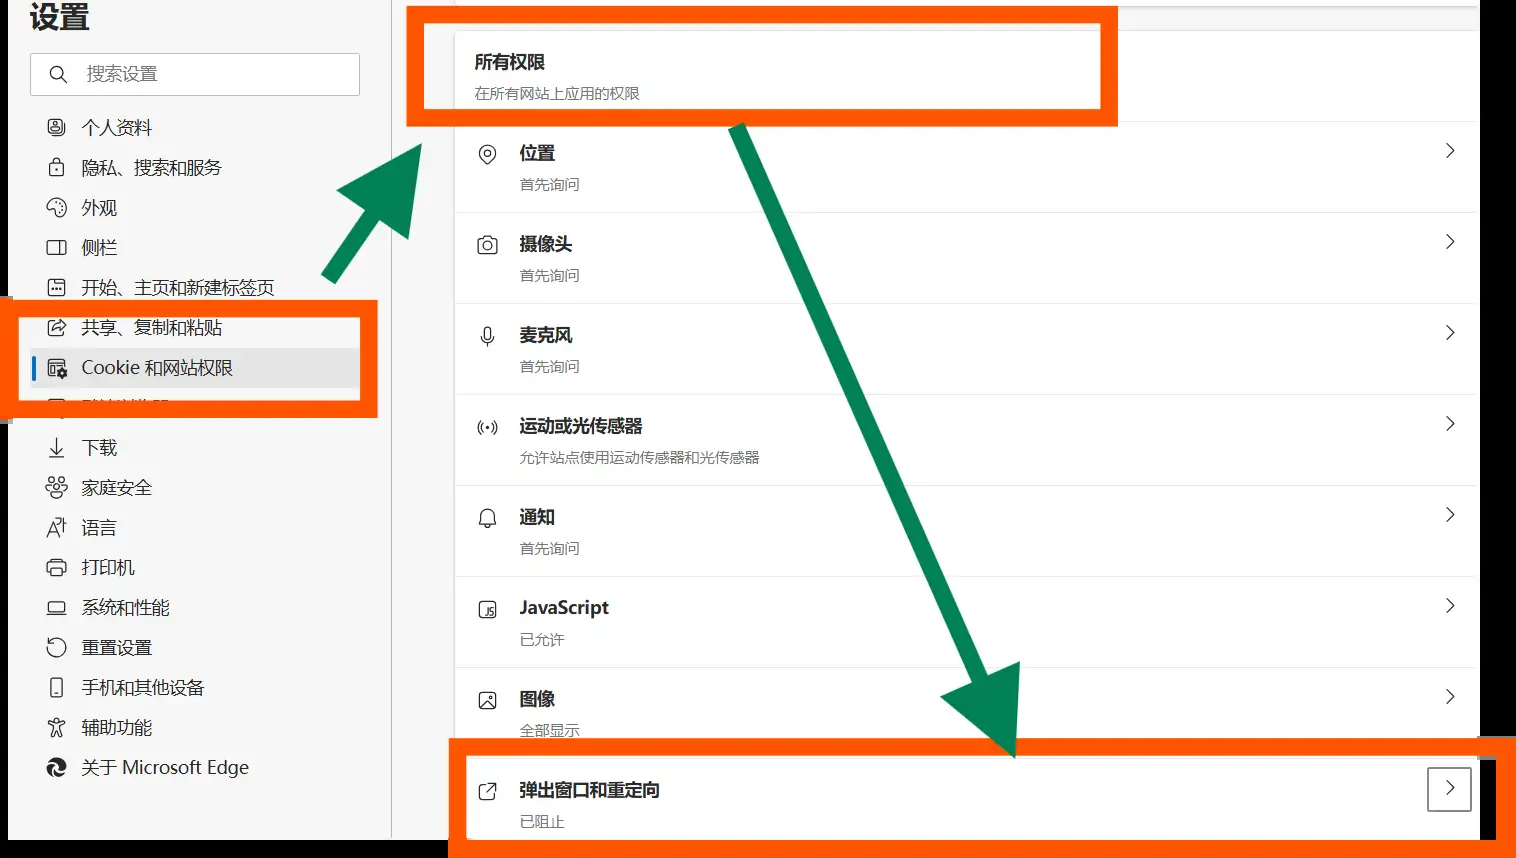 设置
搜索设置
个人资料
隐私、搜索和服务
外观
侧栏
开始、主页和新建标签页
共享、复制和粘贴
Cookie 和网站权限
下载
家庭安全
语言
打印机
系统和性能
重置设置
手机和其他设备
辅助功能
关于 Microsoft Edge
所有权限
在所有网站上应用的权限
位置
首先询问
摄像头
首先询问
麦克风
首先询问
运动或光传感器
允许站点使用运动传感器和光传感器
通知
首先询问
JavaScript
已允许
图像
全部显示
弹出窗口和重定向
已阻止